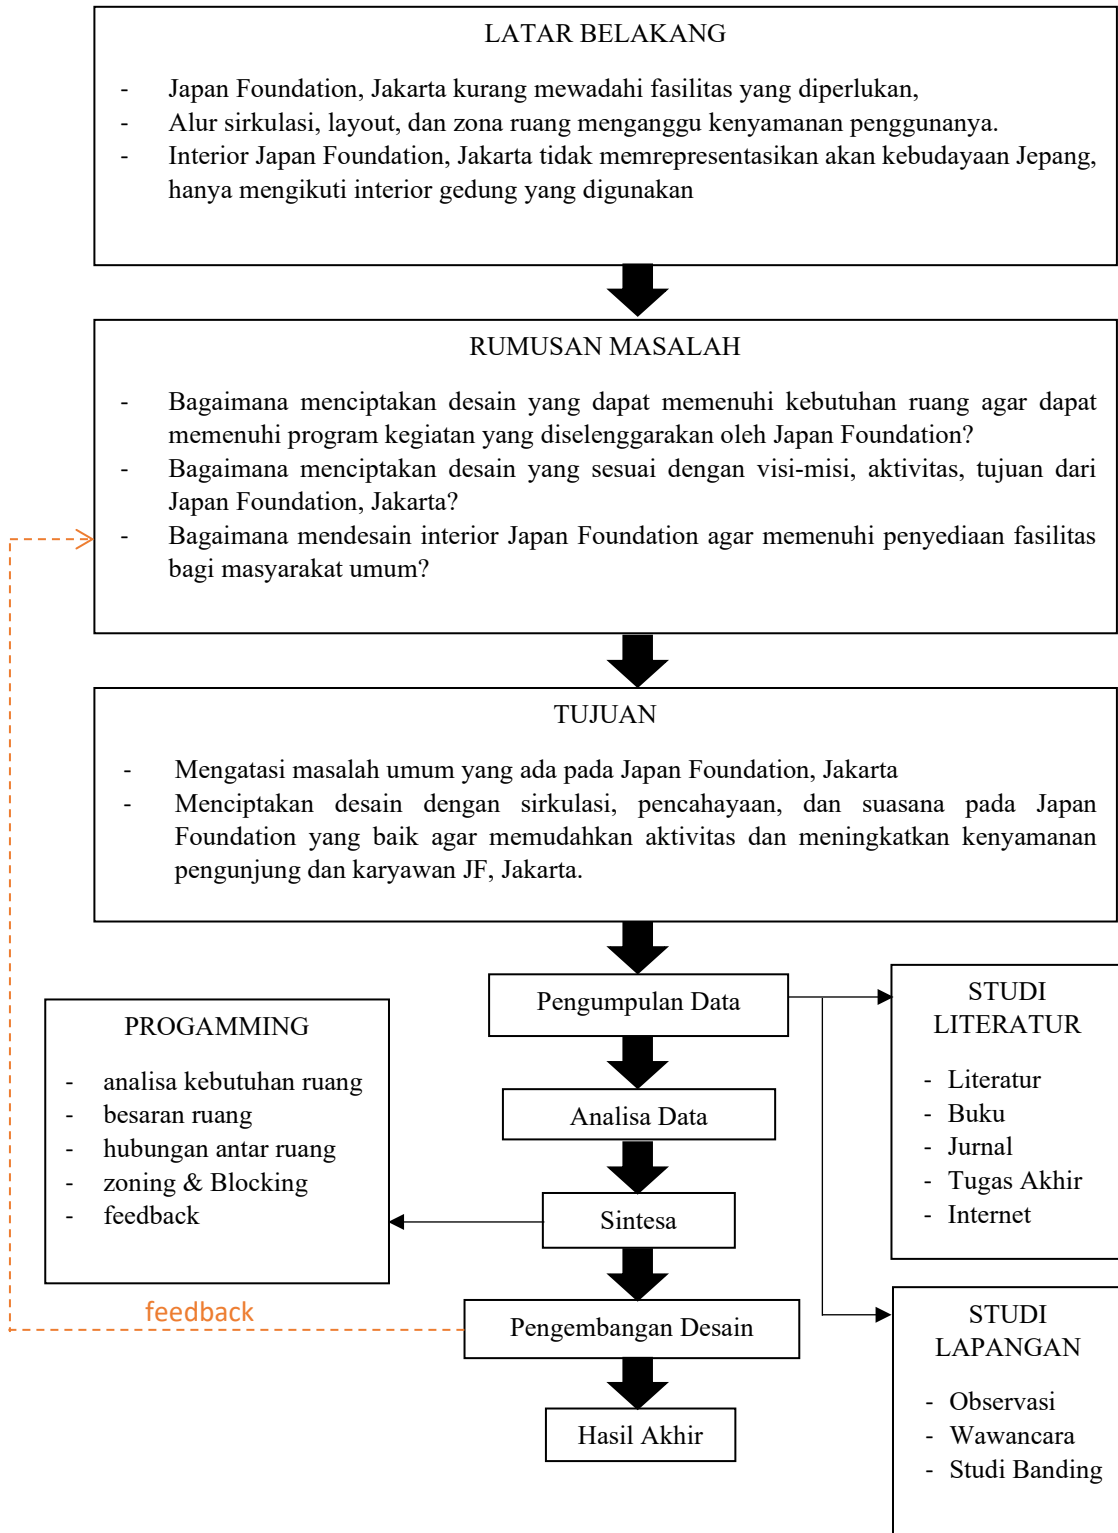 LATAR BELAKANG
- Japan Foundation, Jakarta kurang mewadahi fasilitas yang diperlukan,
- Alur sirkulasi, layout, dan zona ruang menganggu kenyamanan penggunanya.
- Interior Japan Foundation, Jakarta tidak memrepresentasikan akan kebudayaan Jepang,
hanya mengikuti interior gedung yang digunakan
RUMUSAN MASALAH
- Bagaimana menciptakan desain yang dapat memenuhi kebutuhan ruang agar dapat
memenuhi program kegiatan yang diselenggarakan oleh Japan Foundation?
- Bagaimana menciptakan desain yang sesuai dengan visi-misi, aktivitas, tujuan dari
Japan Foundation, Jakarta?
- Bagaimana mendesain interior Japan Foundation agar memenuhi penyediaan fasilitas
bagi masyarakat umum?
TUJUAN
- Mengatasi masalah umum yang ada pada Japan Foundation, Jakarta
- Menciptakan desain dengan sirkulasi, pencahayaan, dan suasana pada Japan
Foundation yang baik agar memudahkan aktivitas dan meningkatkan kenyamanan
pengunjung dan karyawan JF, Jakarta.
Pengumpulan Data
STUDI
LITERATUR
- Literatur
- Buku
- Jurnal
- Tugas Akhir
- Internet
PROGAMMING
- analisa kebutuhan ruang
- besaran ruang
- hubungan antar ruang
- zoning & Blocking
- feedback
Analisa Data
Sintesa
feedback
Pengembangan Desain
STUDI
LAPANGAN
- Observasi
- Wawancara
- Studi Banding
Hasil Akhir